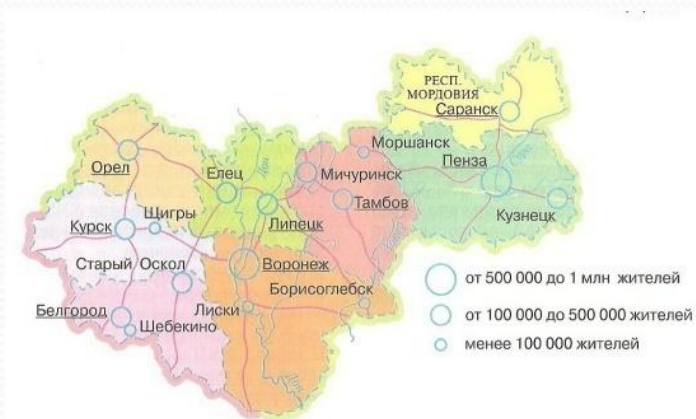 РЕСП.
МОРДОВИЯ
Саранск
Моршанск
Пенза
Орел
Елец
Дон
Мичуринск
Тамбов
Кузнецк
Щигры
Курск
Липецк
Старый Оскол
Воронеж
Борисоглебск
Белгород
Шебекино
Лиски
Дон
от 500 000 до 1 млн жителей
от 100 000 до 500 000 жителей
менее 100 000 жителей